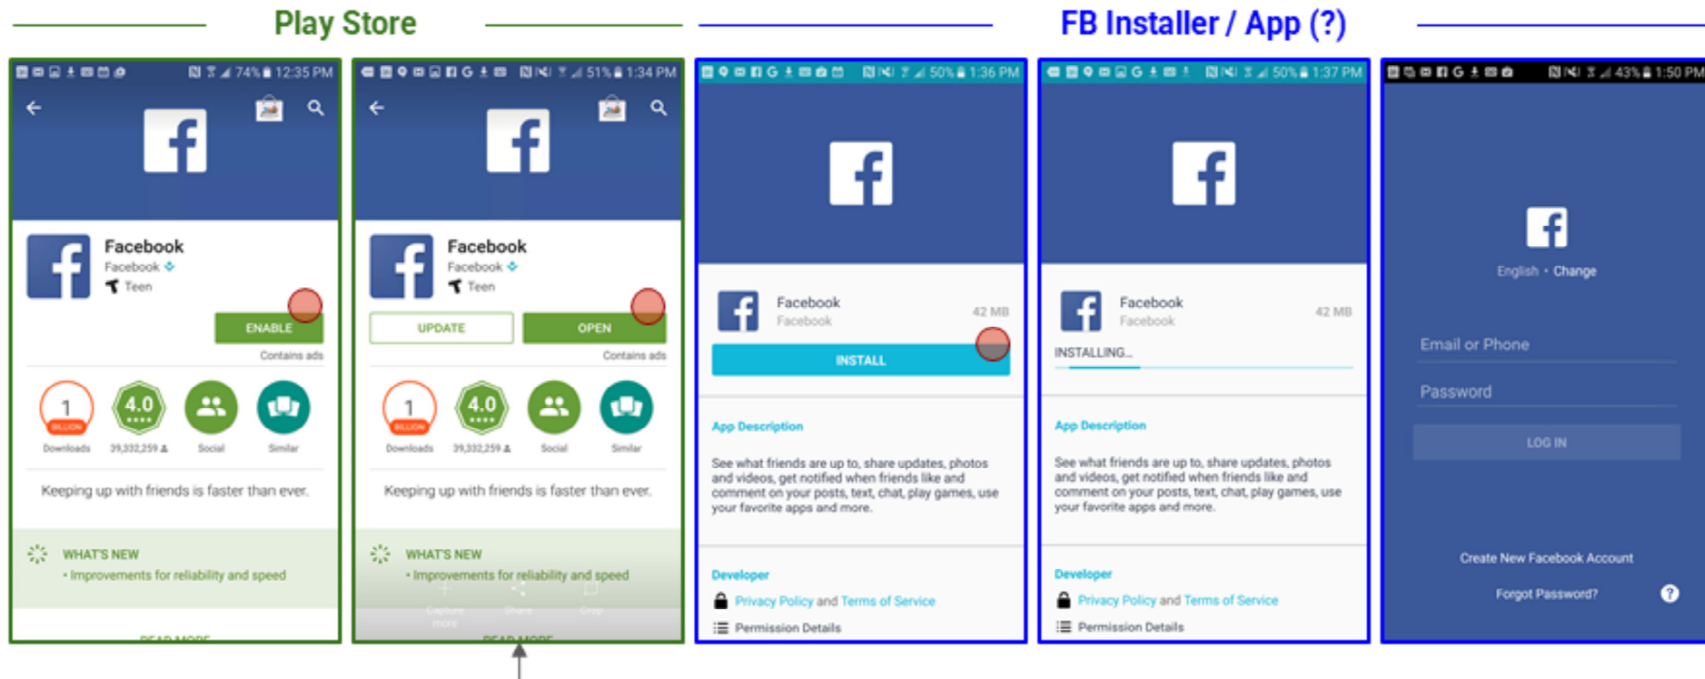 Play Store
FB Installer / App (?)
74% 12:35 PM
Facebook
Facebook
Teen
ENABLE
Contains ads
1
BILLION
Downloads
4.0
39,332,259
Social
Similar
Keeping up with friends is faster than ever.
WHAT'S NEW
• Improvements for reliability and speed
READ MORE
51% 1:34 PM
Facebook
Facebook
Teen
UPDATE
OPEN
Contains ads
1
BILLION
Downloads
4.0
39,332,259
Social
Similar
Keeping up with friends is faster than ever.
WHAT'S NEW
• Improvements for reliability and speed
Capture more
Share
Crop
READ MORE
50% 1:36 PM
Facebook
Facebook
42 MB
INSTALL
App Description
See what friends are up to, share updates, photos
and videos, get notified when friends like and
comment on your posts, text, chat, play games, use
your favorite apps and more.
Developer
Privacy Policy and Terms of Service
Permission Details
50% 1:37 PM
Facebook
Facebook
42 MB
INSTALLING...
App Description
See what friends are up to, share updates, photos
and videos, get notified when friends like and
comment on your posts, text, chat, play games, use
your favorite apps and more.
Developer
Privacy Policy and Terms of Service
Permission Details
43% 1:50 PM
English • Change
Email or Phone
Password
LOG IN
Create New Facebook Account
Forgot Password?
?